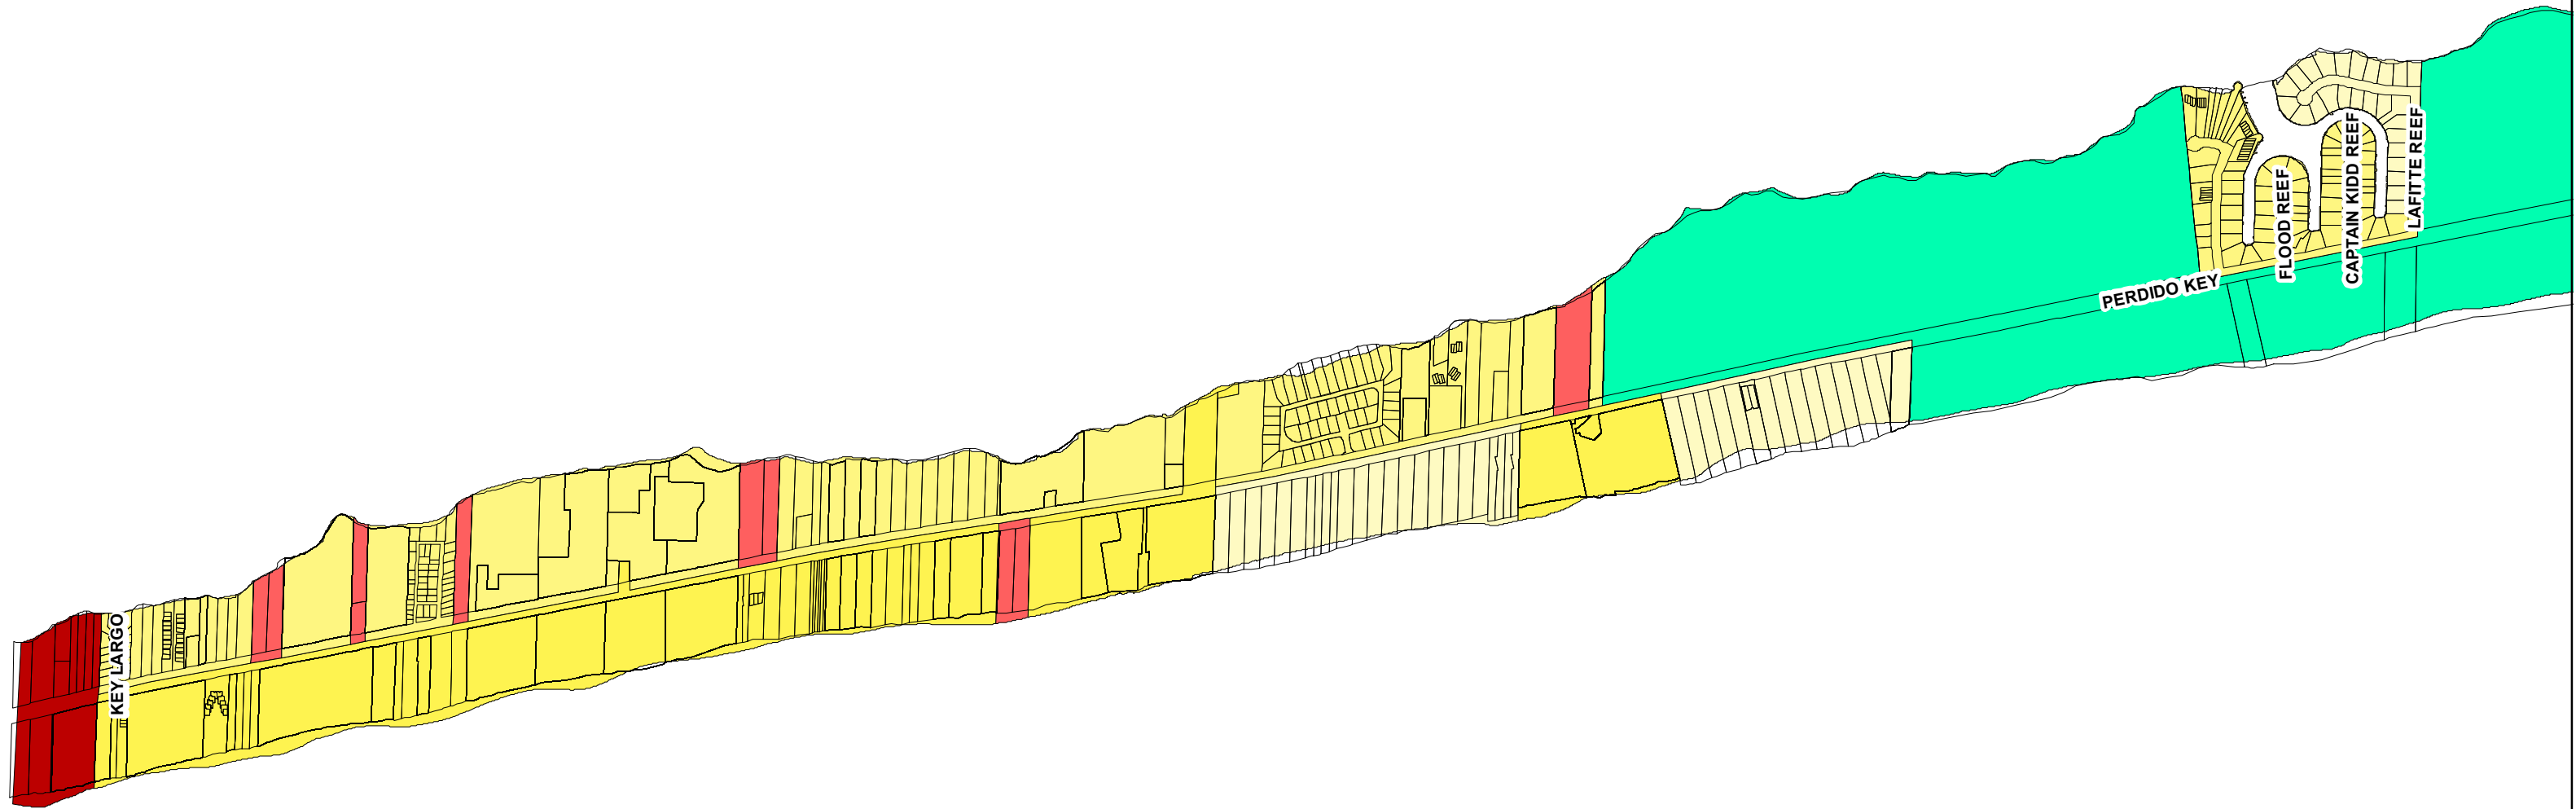 KEY LARGO
PERDIDO KEY
FLOOD REEF
CAPTAIN KIDD REEF
LAFITTE REEF